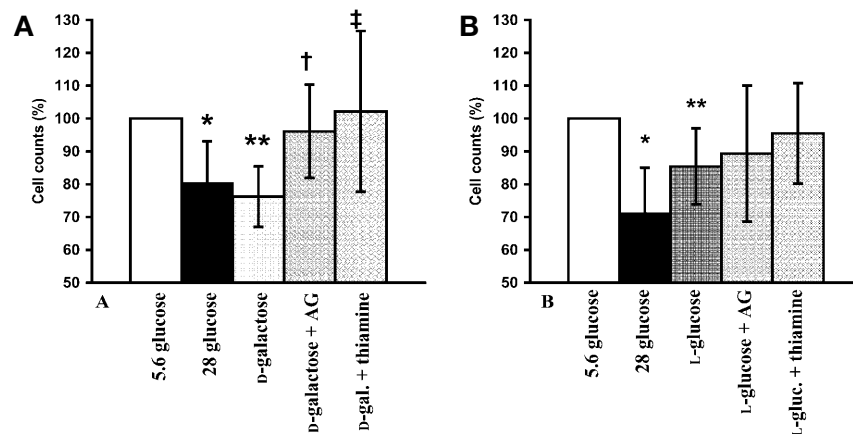 A
B
Cell counts (%)
130
120
110
100
90
80
70
60
50
*
**
†
‡
A
5.6 glucose
28 glucose
D-galactose
D-galactose + AG
D-gal. + thiamine
Cell counts (%)
130
120
110
100
90
80
70
60
50
*
**
B
5.6 glucose
28 glucose
L-glucose
L-glucose + AG
L-gluc. + thiamine